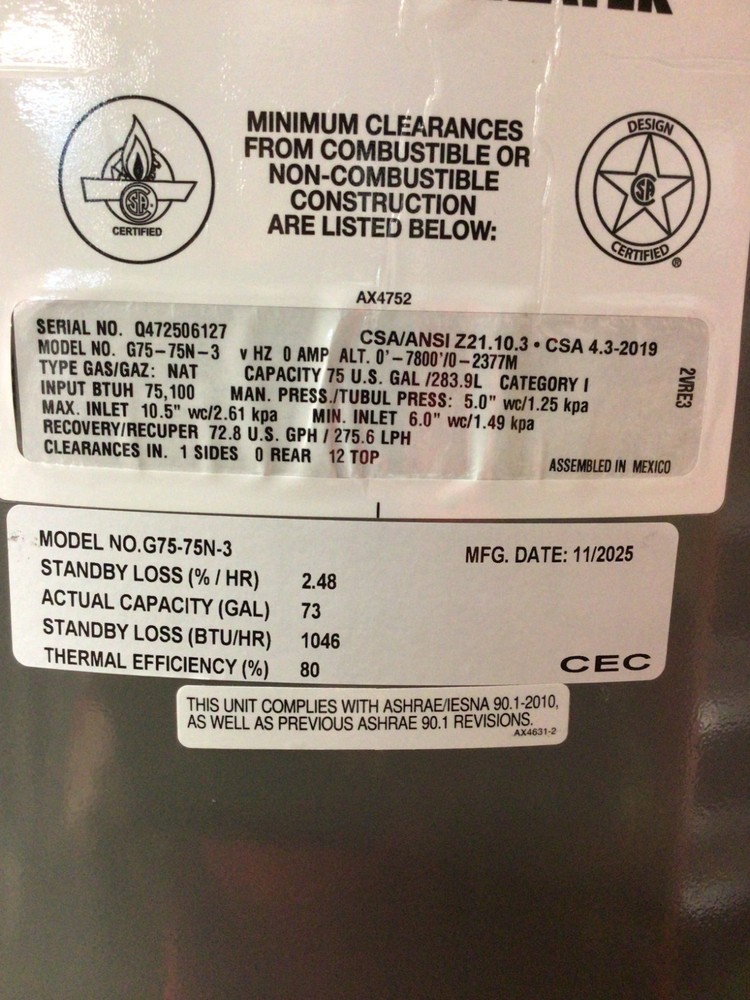 CERTIFIED
MINIMUM CLEARANCES
FROM COMBUSTIBLE OR
NON-COMBUSTIBLE
CONSTRUCTION
ARE LISTED BELOW:
DESIGN
CERTIFIED ®
AX4752
SERIAL NO. Q472506127 CSA/ANSI Z21.10.3 • CSA 4.3-2019
MODEL NO. G75-75N-3 V HZ 0 AMP ALT. 0'-7800'/0-2377M
TYPE GAS/GAZ: NAT CAPACITY 75 U.S. GAL /283.9L CATEGORY I
INPUT BTUH 75,100 MAN. PRESS./TUBUL PRESS: 5.0" wc/1.25 kpa
MAX. INLET 10.5" wc/2.61 kpa MIN. INLET 6.0" wc/1.49 kpa
RECOVERY/RECUPER 72.8 U.S. GPH / 275.6 LPH
CLEARANCES IN. 1 SIDES 0 REAR 12 TOP
ASSEMBLED IN MEXICO
2VRE3
MODEL NO.G75-75N-3
MFG. DATE: 11/2025
STANDBY LOSS (% / HR) 2.48
ACTUAL CAPACITY (GAL) 73
STANDBY LOSS (BTU/HR) 1046
THERMAL EFFICIENCY (%) 80
CEC
THIS UNIT COMPLIES WITH ASHRAE/IESNA 90.1-2010,
AS WELL AS PREVIOUS ASHRAE 90.1 REVISIONS.
AX4631-2